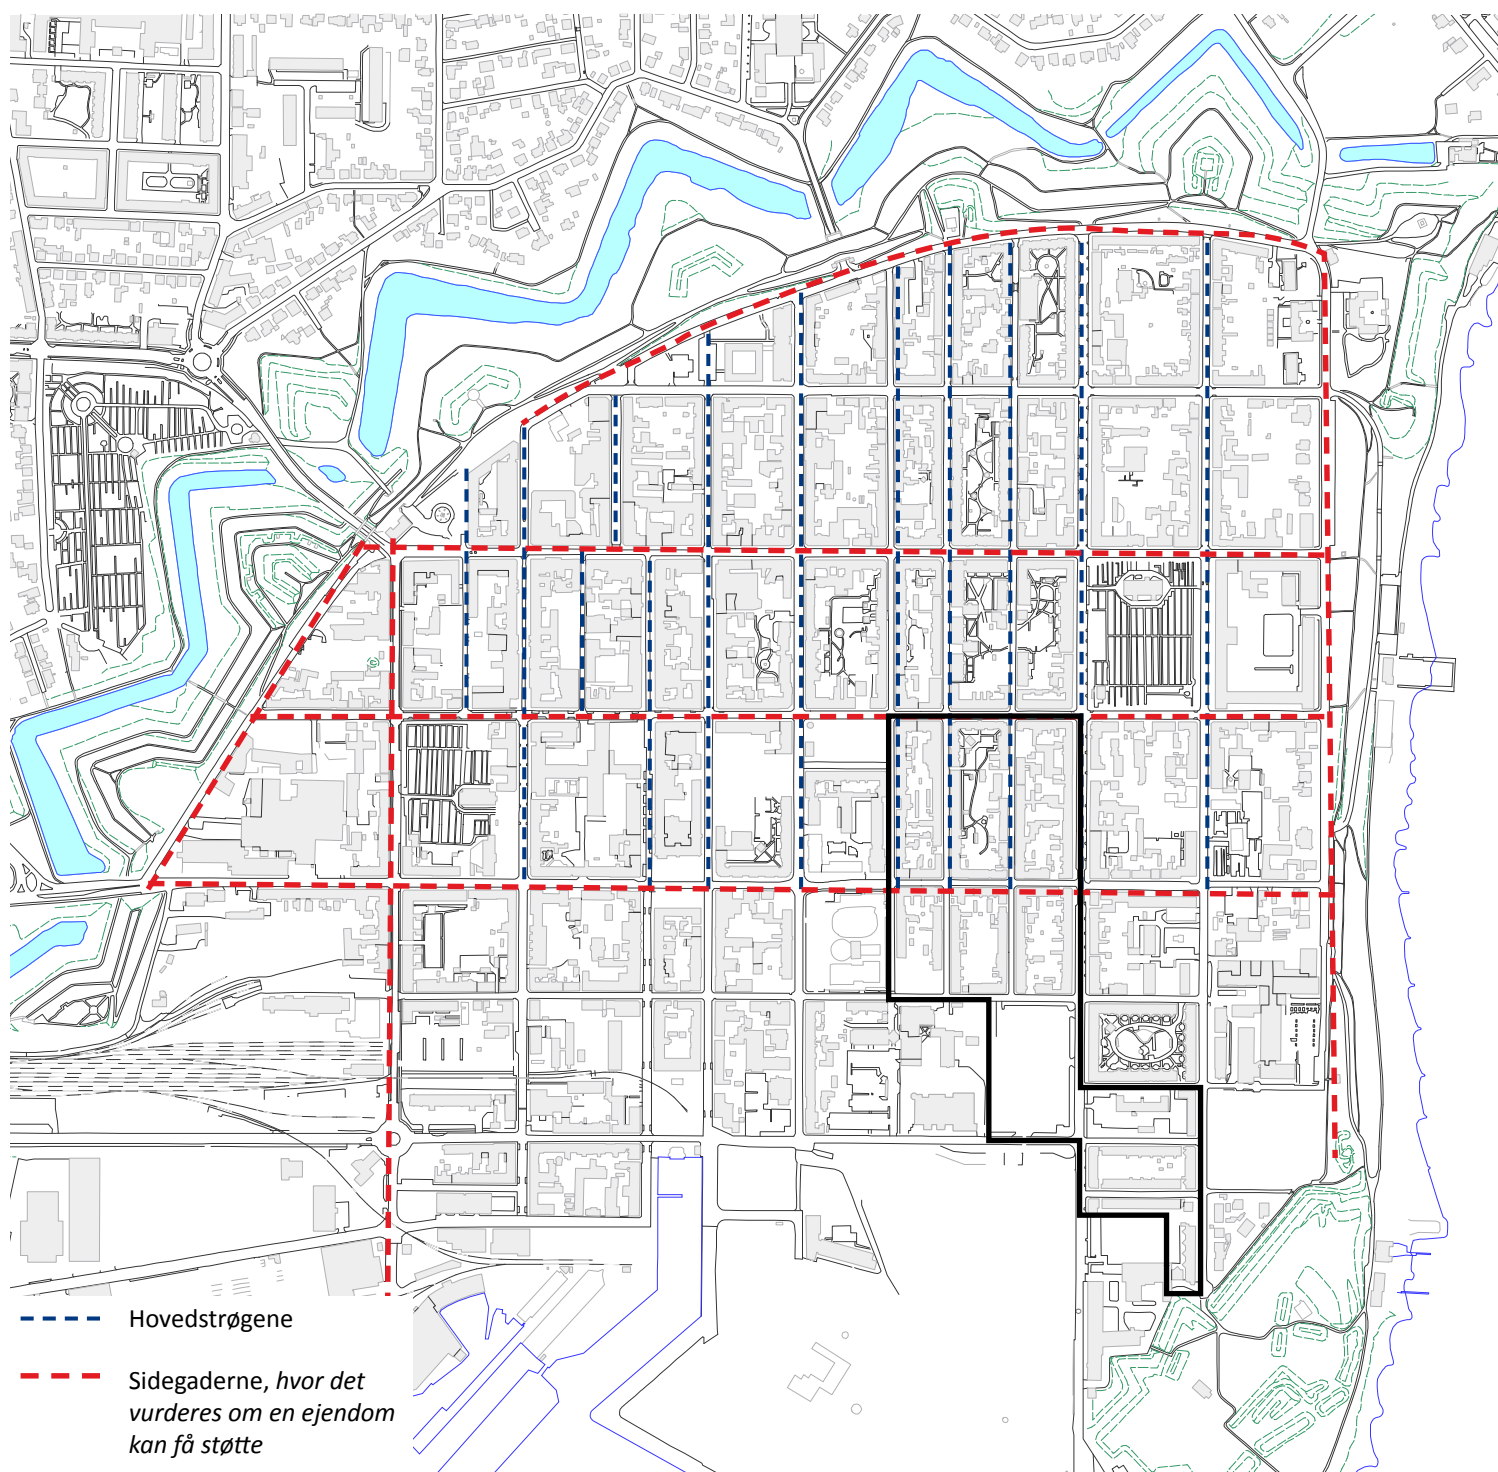 Hovedstrøgene
Sidegaderne, hvor det
vurderes om en ejendom
kan få støtte